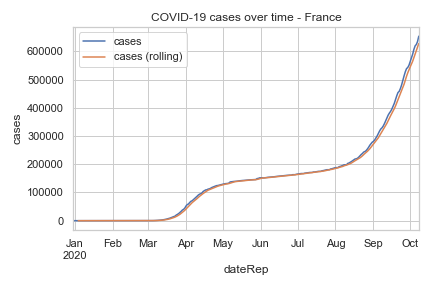 COVID-19 cases over time - France
cases
cases (rolling)
600000
500000
400000
300000
200000
100000
0
cases
Jan Feb Mar Apr May Jun Jul Aug Sep Oct
2020
dateRep